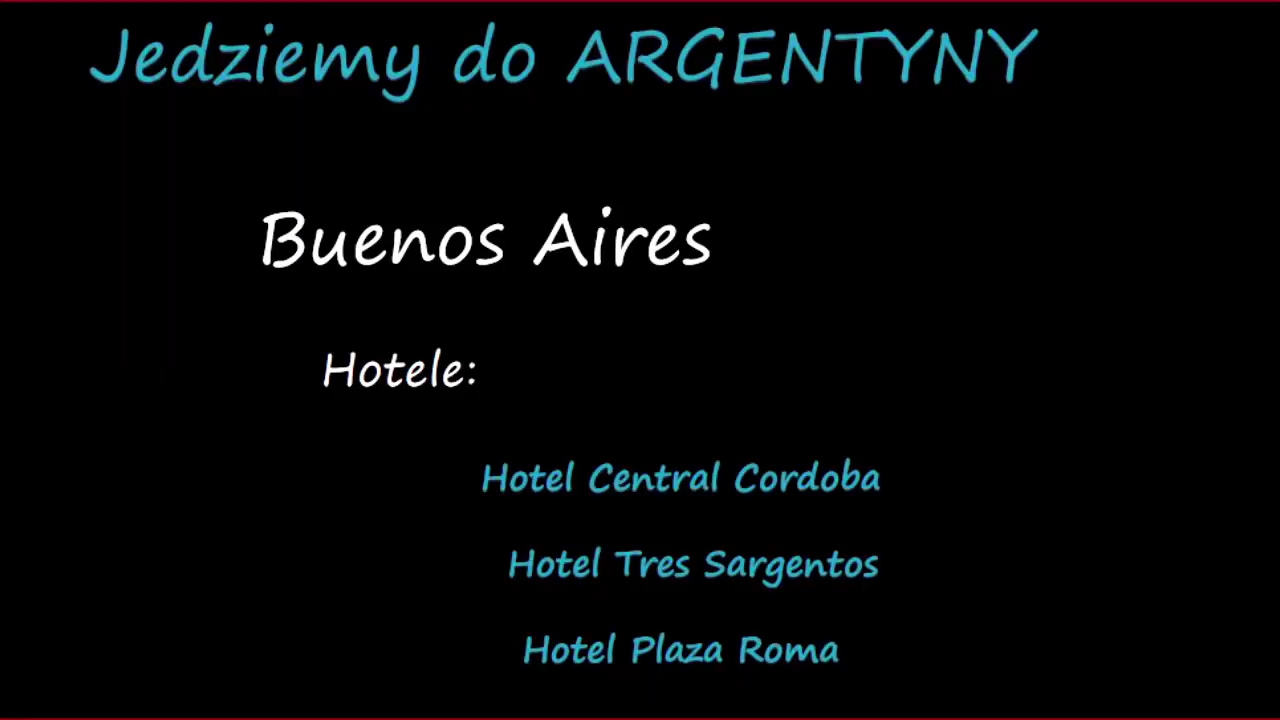 Jedziemy do ARGENTYNY
Buenos Aires
Hotele:
Hotel Central Cordoba
Hotel Tres Sargentos
Hotel Plaza Roma